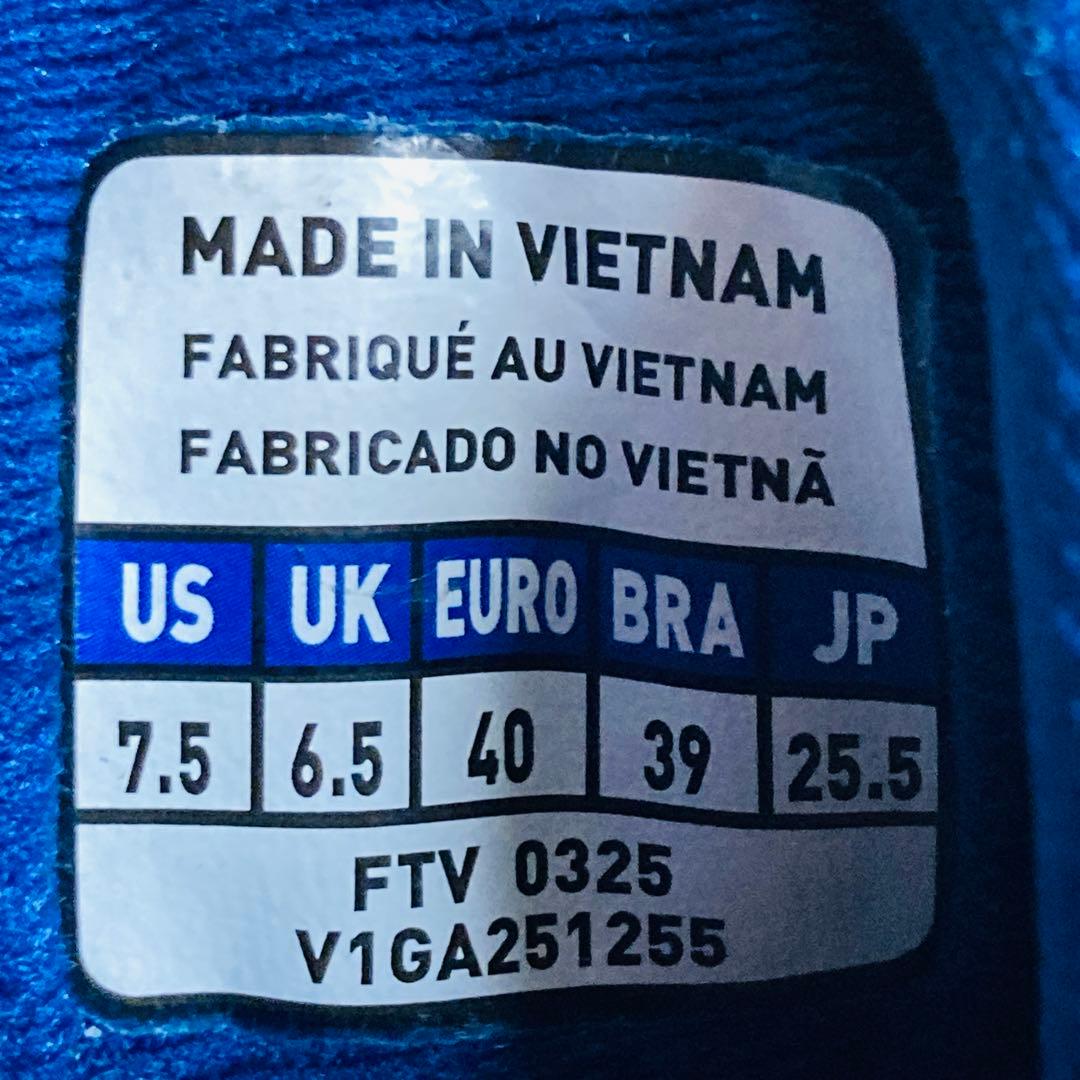 MADE IN VIETNAM
FABRIQUÉ AU VIETNAM
FABRICADO NO VIETNÃ
US UK EURO BRA JP
7.5 6.5 40 39 25.5
FTV 0325
V1GA251255